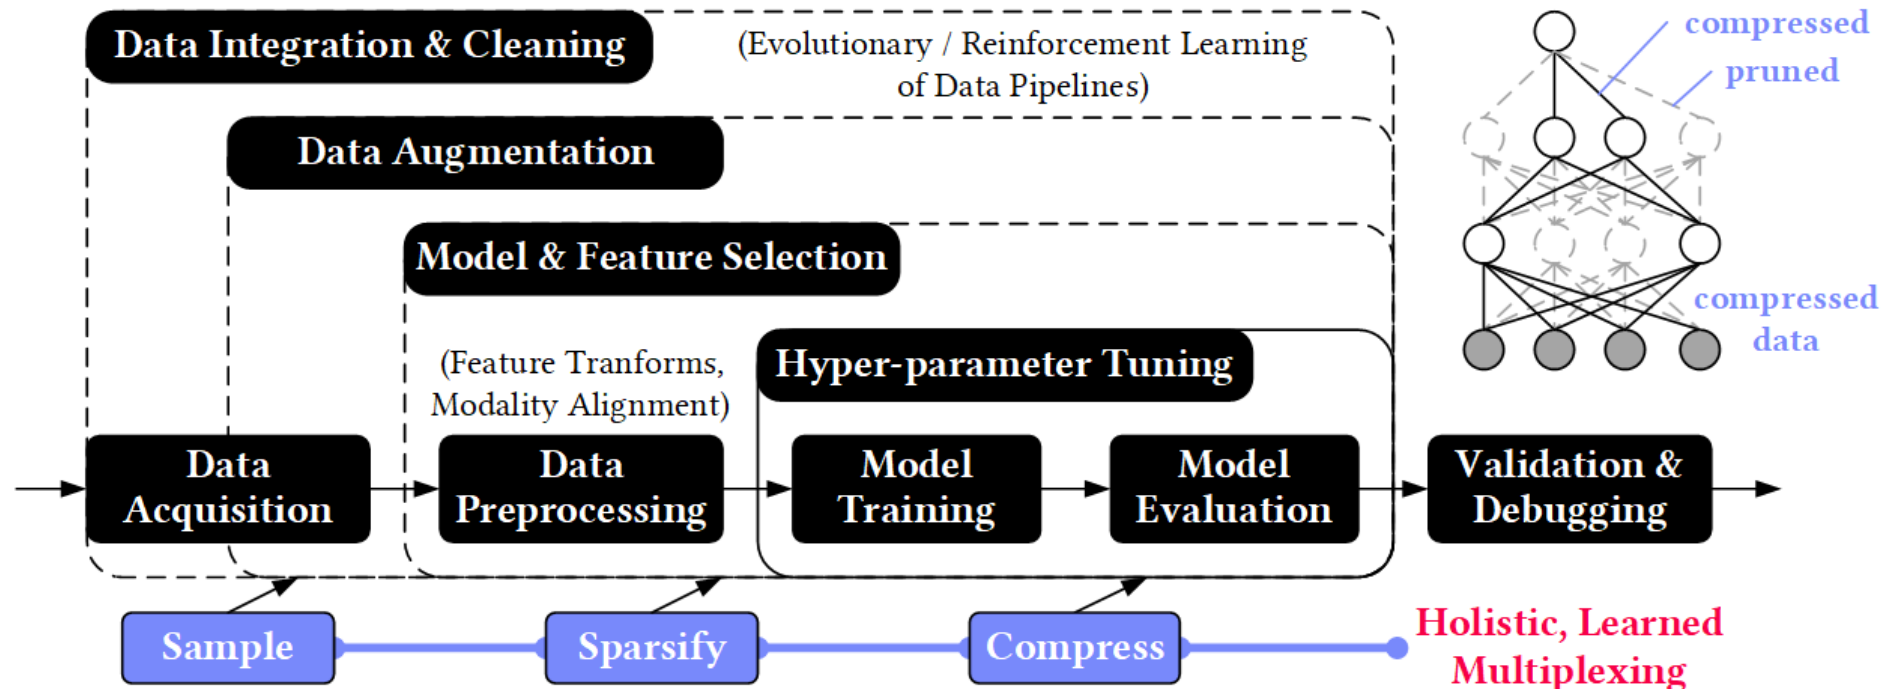 Data Integration & Cleaning
(Evolutionary / Reinforcement Learning
of Data Pipelines)
compressed
pruned
Data Augmentation
Model & Feature Selection
compressed
data
(Feature Tranforms,
Modality Alignment)
Hyper-parameter Tuning
Data
Acquisition
Data
Preprocessing
Model
Training
Model
Evaluation
Validation &
Debugging
Sample
Sparsify
Compress
Holistic, Learned
Multiplexing